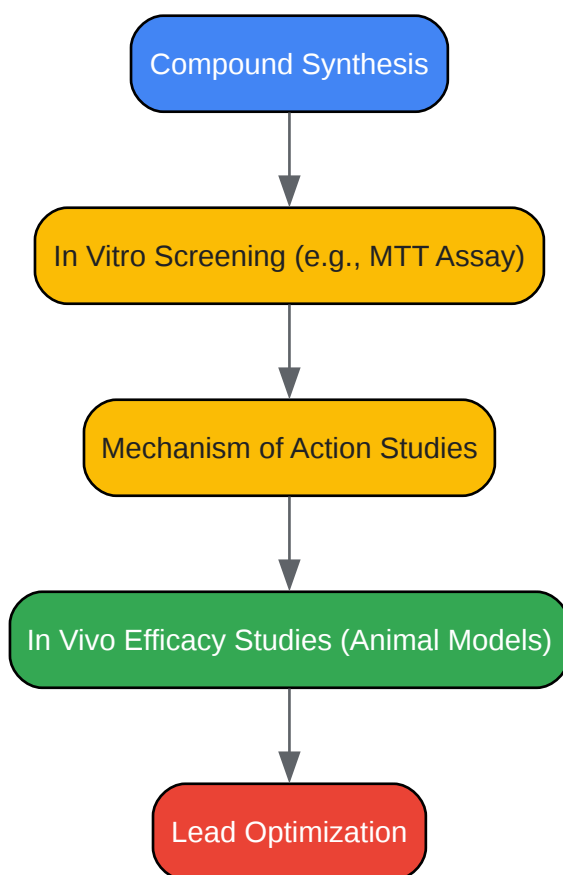 Compound Synthesis
In Vitro Screening (e.g., MTT Assay)
Mechanism of Action Studies
In Vivo Efficacy Studies (Animal Models)
Lead Optimization